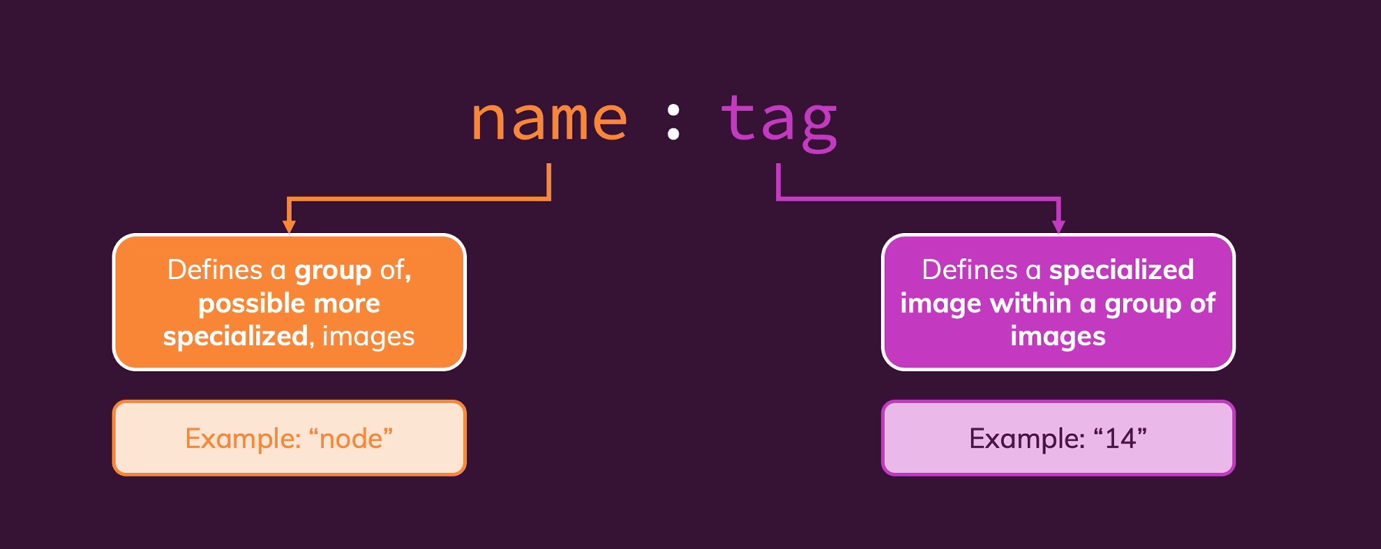 name : tag
Defines a group of,
possible more
specialized, images
Defines a specialized
image within a group of
images
Example: “node”
Example: “14”